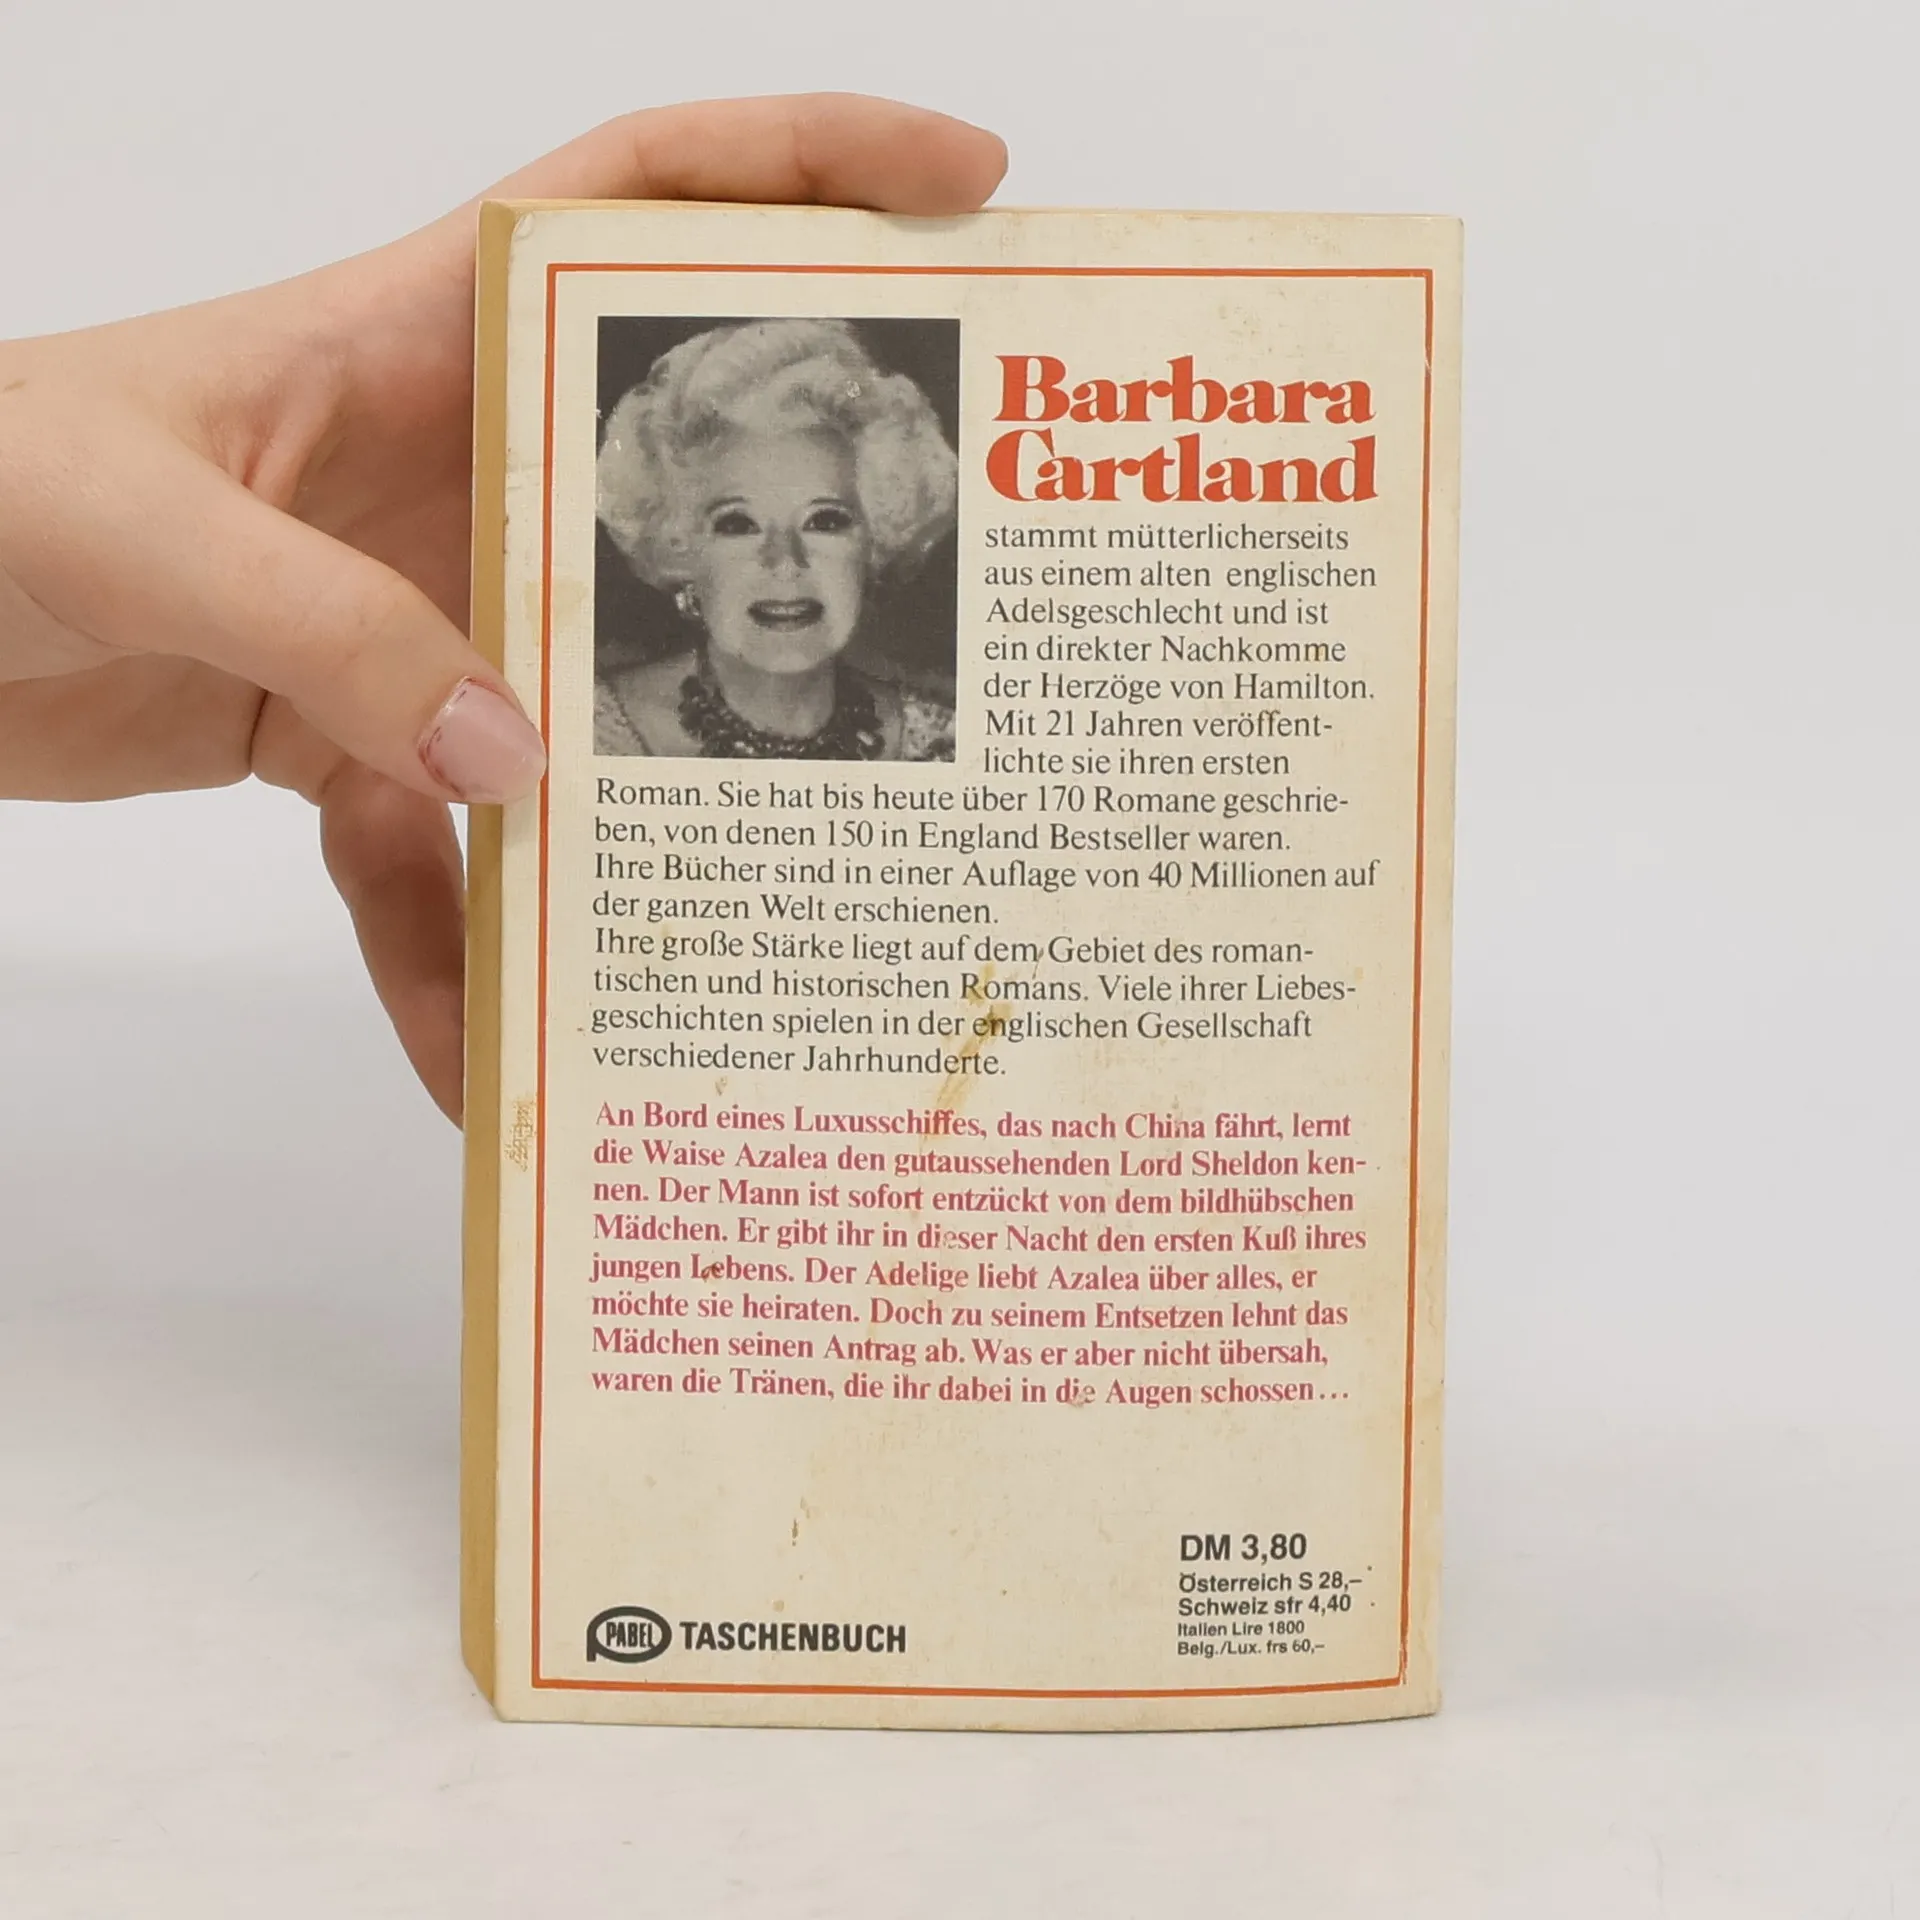 Barbara
Cartland
stammt mütterlicherseits
aus einem alten englischen
Adelsgeschlecht und ist
ein direkter Nachkomme
der Herzöge von Hamilton.
Mit 21 Jahren veröffent-
lichte sie ihren ersten
Roman. Sie hat bis heute über 170 Romane geschrie-
ben, von denen 150 in England Bestseller waren.
Ihre Bücher sind in einer Auflage von 40 Millionen auf
der ganzen Welt erschienen.
Ihre große Stärke liegt auf dem Gebiet des roman-
tischen und historischen Romans. Viele ihrer Liebes-
geschichten spielen in der englischen Gesellschaft
verschiedener Jahrhunderte.
An Bord eines Luxusschiffes, das nach China fährt, lernt
die Waise Azalea den gutaussehenden Lord Sheldon ken-
nen. Der Mann ist sofort entzückt von dem bildhübschen
Mädchen. Er gibt ihr in dieser Nacht den ersten Kuß ihres
jungen Lebens. Der Adelige liebt Azalea über alles, er
möchte sie heiraten. Doch zu seinem Entsetzen lehnt das
Mädchen seinen Antrag ab. Was er aber nicht übersah,
waren die Tränen, die ihr dabei in die Augen schossen...
DM 3,80
Österreich S 28,–
Schweiz sfr 4,40
Italien Lire 1800
Belg./Lux. frs 60,–
PABEL TASCHENBUCH